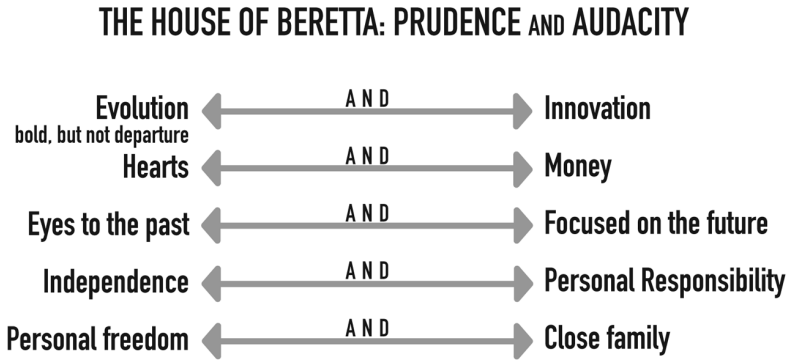 THE HOUSE OF BERETTA: PRUDENCE AND AUDACITY
Evolution AND Innovation
bold, but not departure
Hearts AND Money
Eyes to the past AND Focused on the future
Independence AND Personal Responsibility
Personal freedom AND Close family